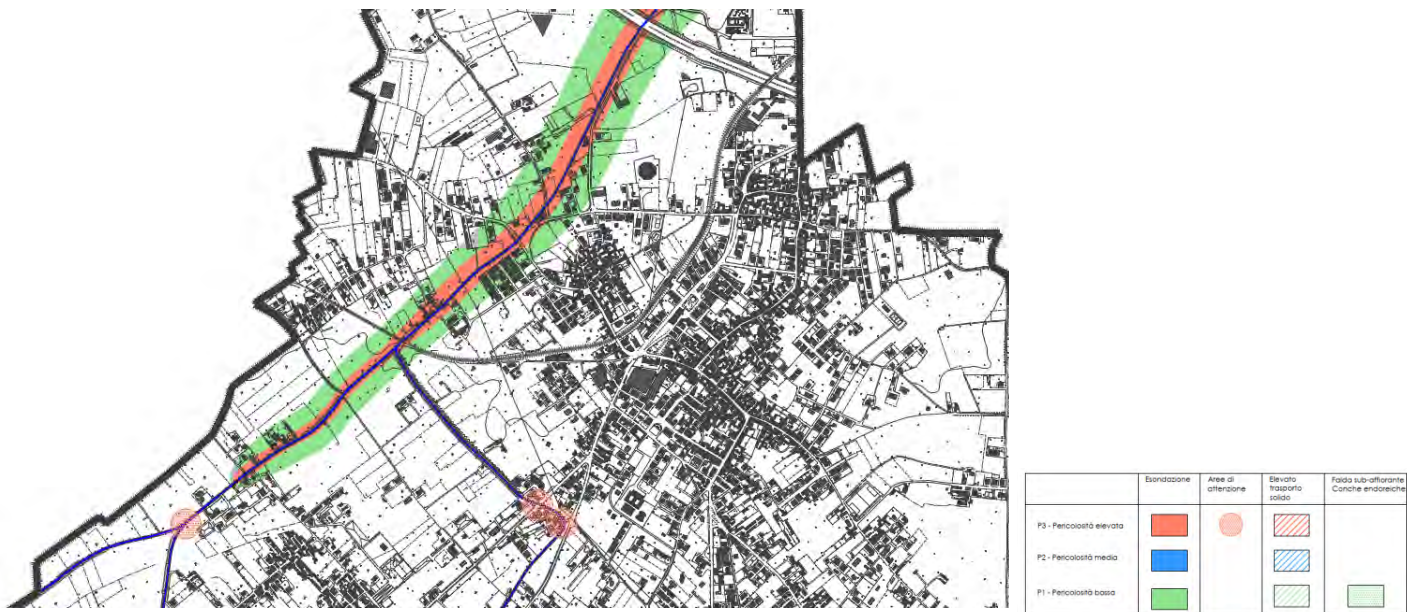 Esondazione
Aree di
attenzione
Elevato
trasporto
solido
Falda sub-affiorante
Conche endoreiche
P3 - Pericolosità elevata
P2 - Pericolosità media
P1 - Pericolosità bassa